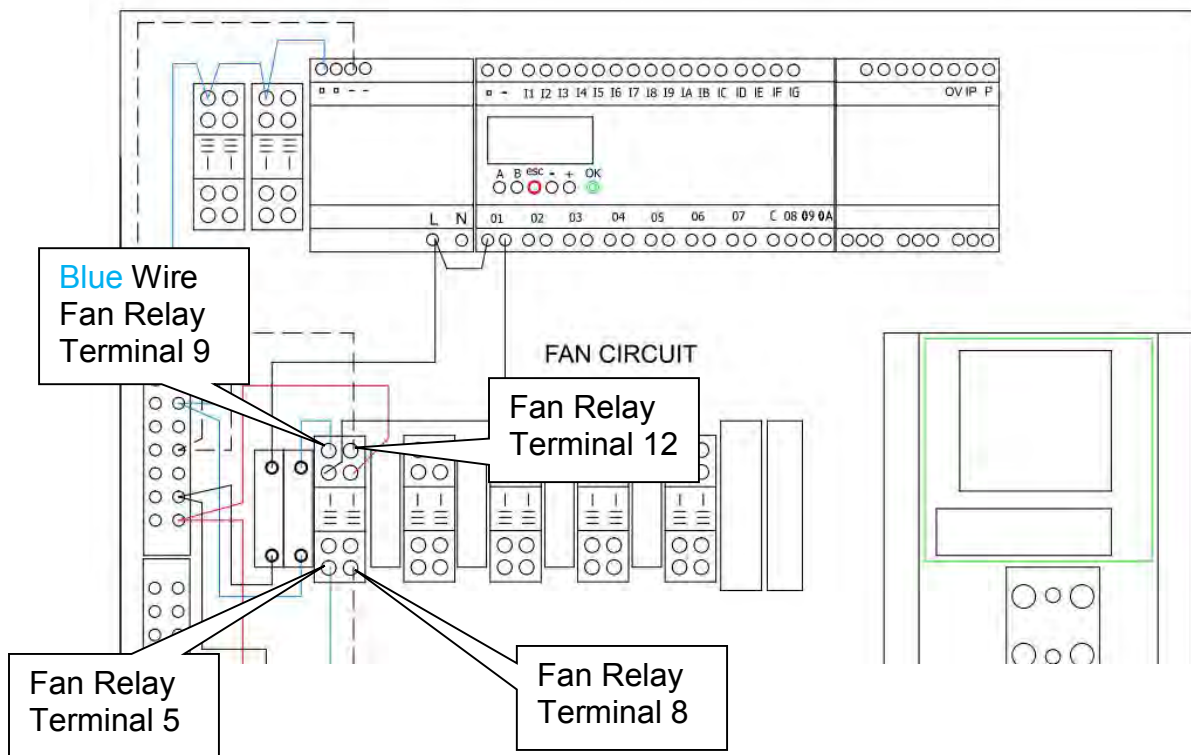 ▫ ▫ - -
▫ - I1 I2 I3 I4 I5 I6 I7 I8 I9 IA IB IC ID IE IF IG
OV IP P
A B esc - + OK
L N
01 02 03 04 05 06 07 C 08 09 0A
Blue Wire
Fan Relay
Terminal 9
FAN CIRCUIT
Fan Relay
Terminal 12
Fan Relay
Terminal 5
Fan Relay
Terminal 8